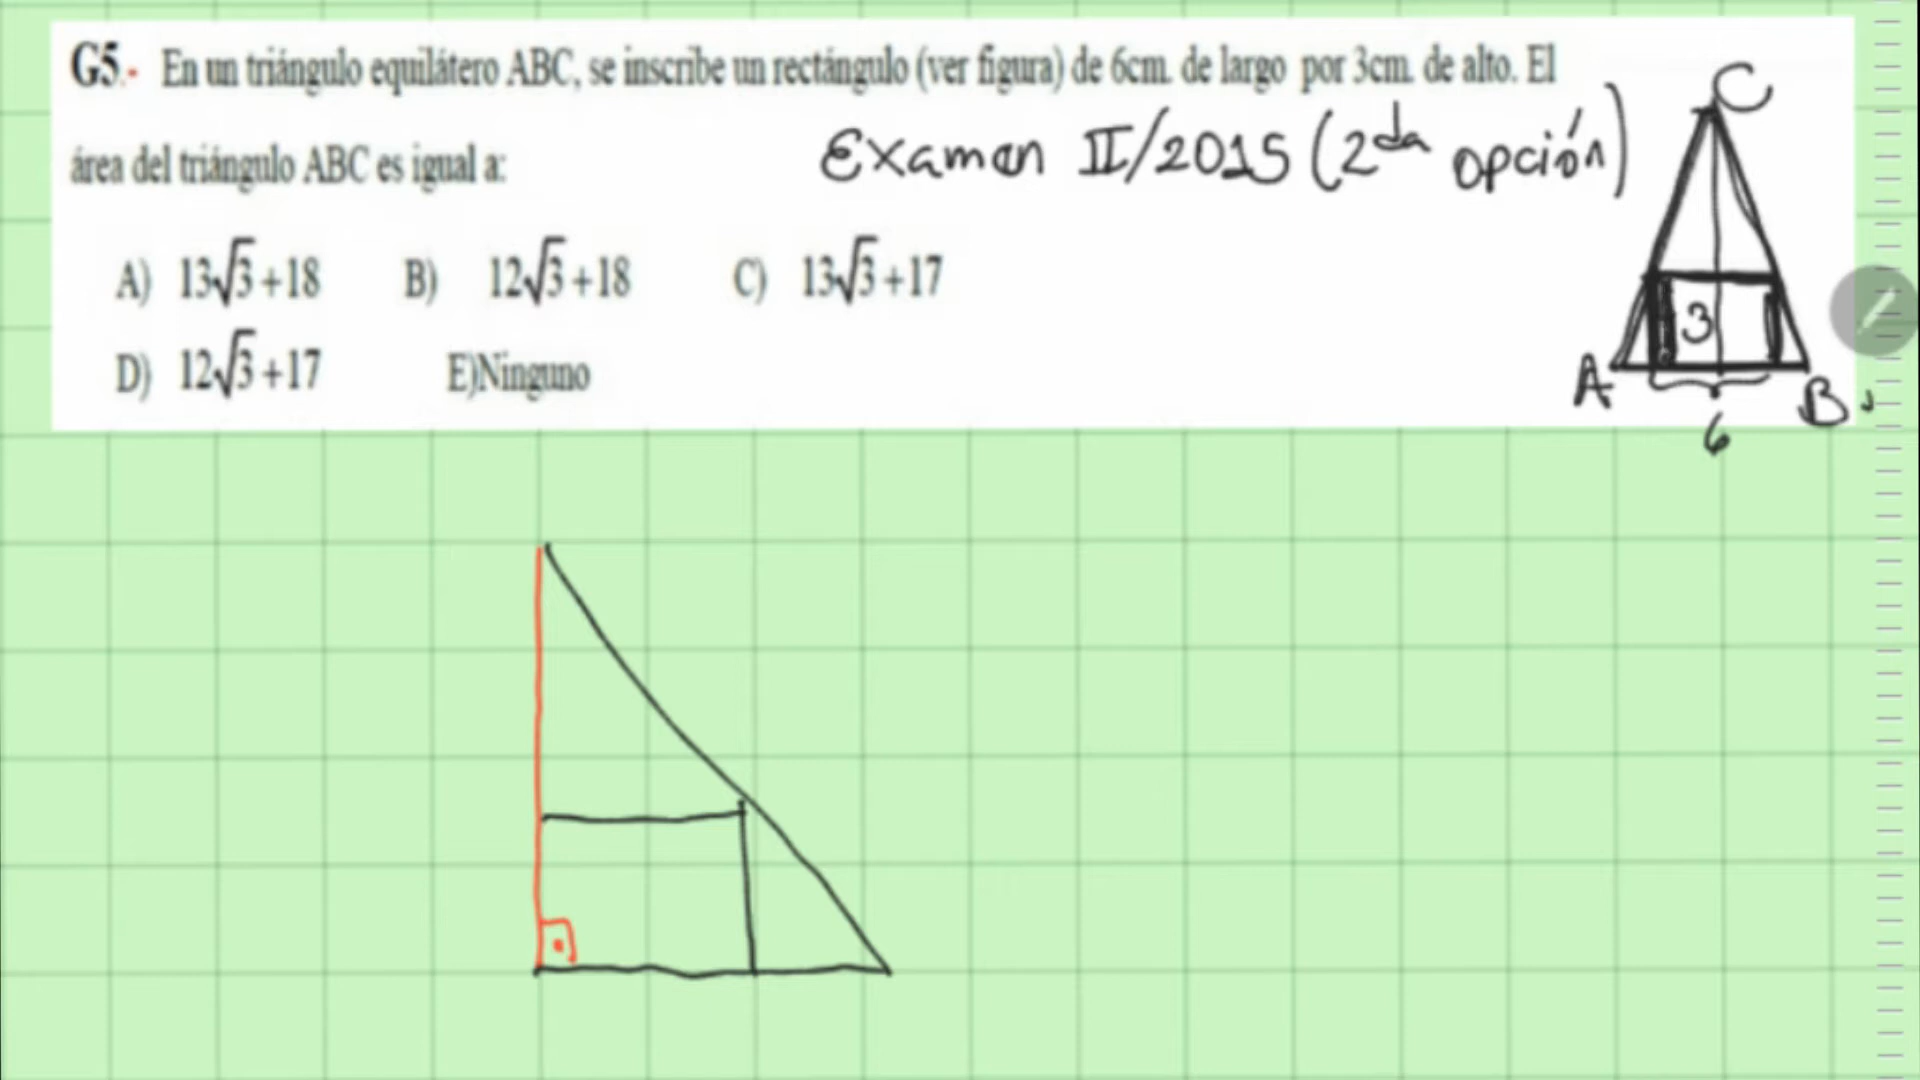 G5.- En un triángulo equilátero ABC, se inscribe un rectángulo (ver figura) de 6cm. de largo por 3cm. de alto. El
área del triángulo ABC es igual a:
Examen II/2015 (2da opción)
A) 13√3+18 B) 12√3+18 C) 13√3+17
D) 12√3+17 E)Ninguno
C
3
A
B
6